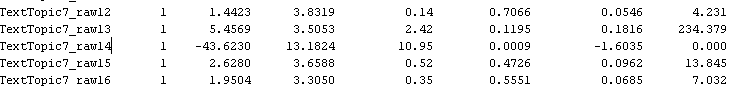 TextTopic7_raw12 1 1.4423 3.8319 0.14 0.7066 0.0546 4.231
TextTopic7_raw13 1 5.4569 3.5053 2.42 0.1195 0.1816 234.379
TextTopic7_raw14 1 -43.6230 13.1824 10.95 0.0009 -1.6035 0.000
TextTopic7_raw15 1 2.6280 3.6588 0.52 0.4726 0.0962 13.845
TextTopic7_raw16 1 1.9504 3.3050 0.35 0.5551 0.0685 7.032